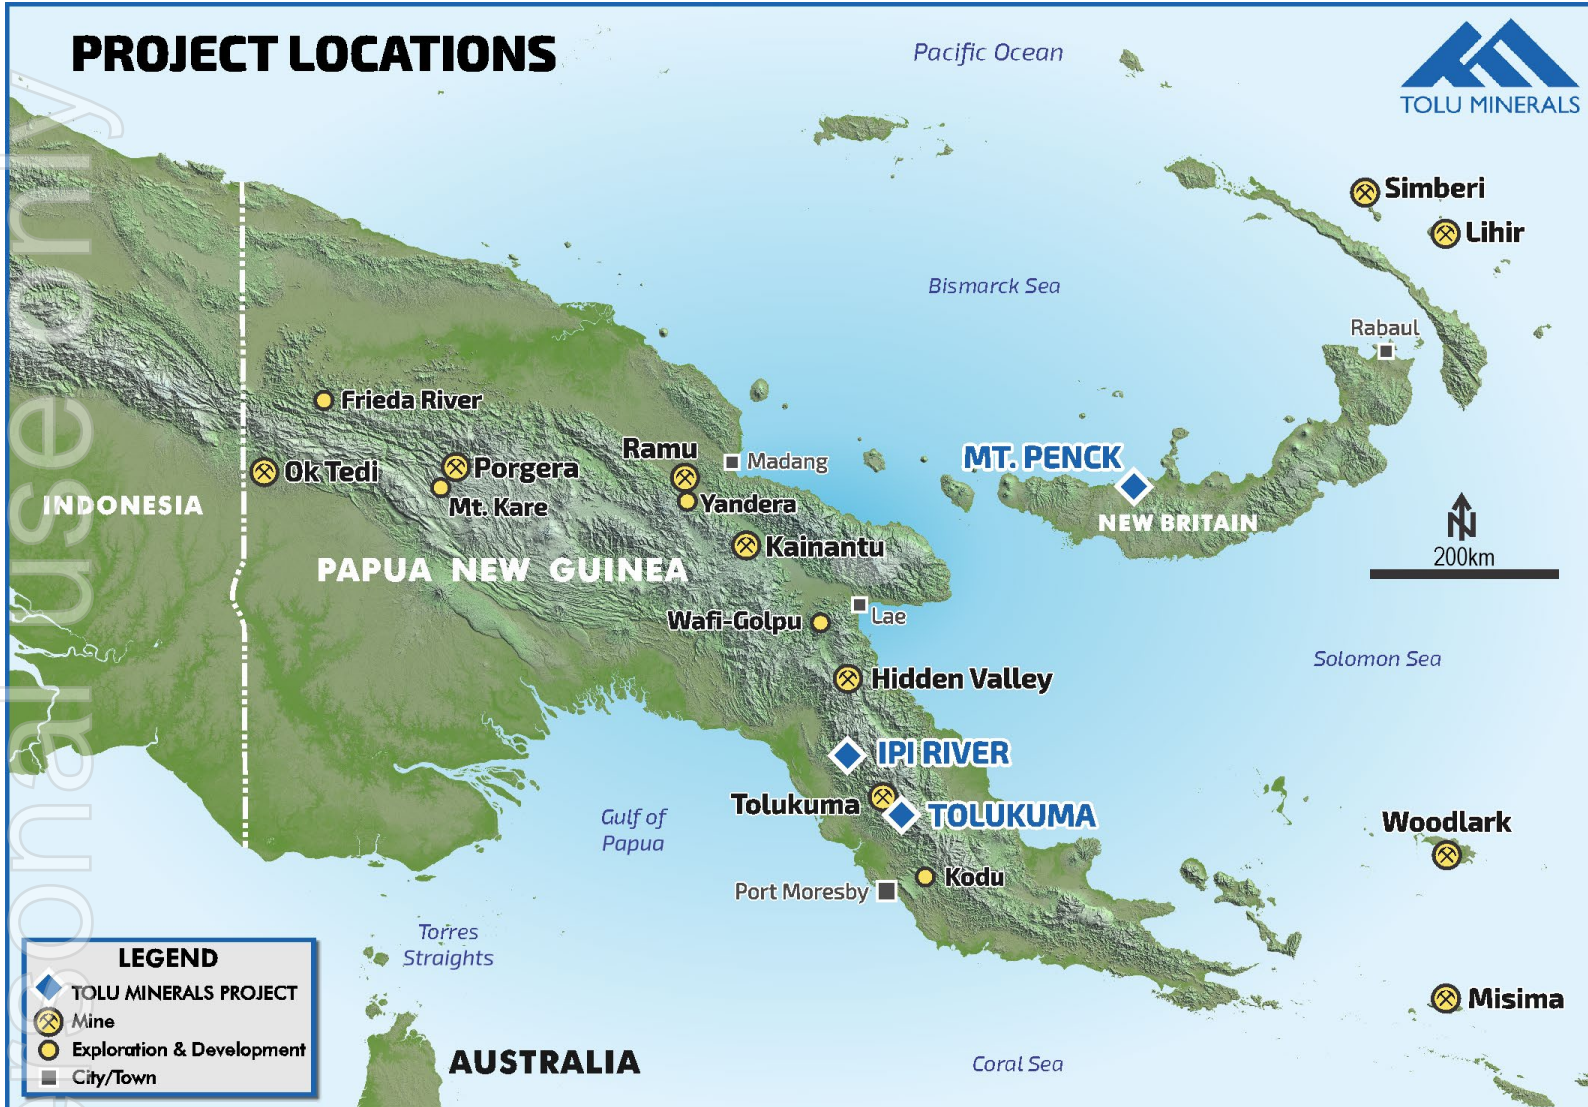 PROJECT LOCATIONS
Pacific Ocean
TOLU MINERALS
Simberi
Lihir
Bismarck Sea
Rabaul
Frieda River
Ramu
Madang
MT. PENCK
Ok Tedi
Porgera
Mt. Kare
Yandera
INDONESIA
NEW BRITAIN
N
200km
Kainantu
PAPUA NEW GUINEA
Wafi-Golpu
Lae
Solomon Sea
Hidden Valley
IPI RIVER
Tolukuma
TOLUKUMA
Gulf of
Papua
Woodlark
Port Moresby
Kodu
Torres
Straights
Misima
AUSTRALIA
Coral Sea
LEGEND
TOLU MINERALS PROJECT
Mine
Exploration & Development
City/Town
ersonal use only